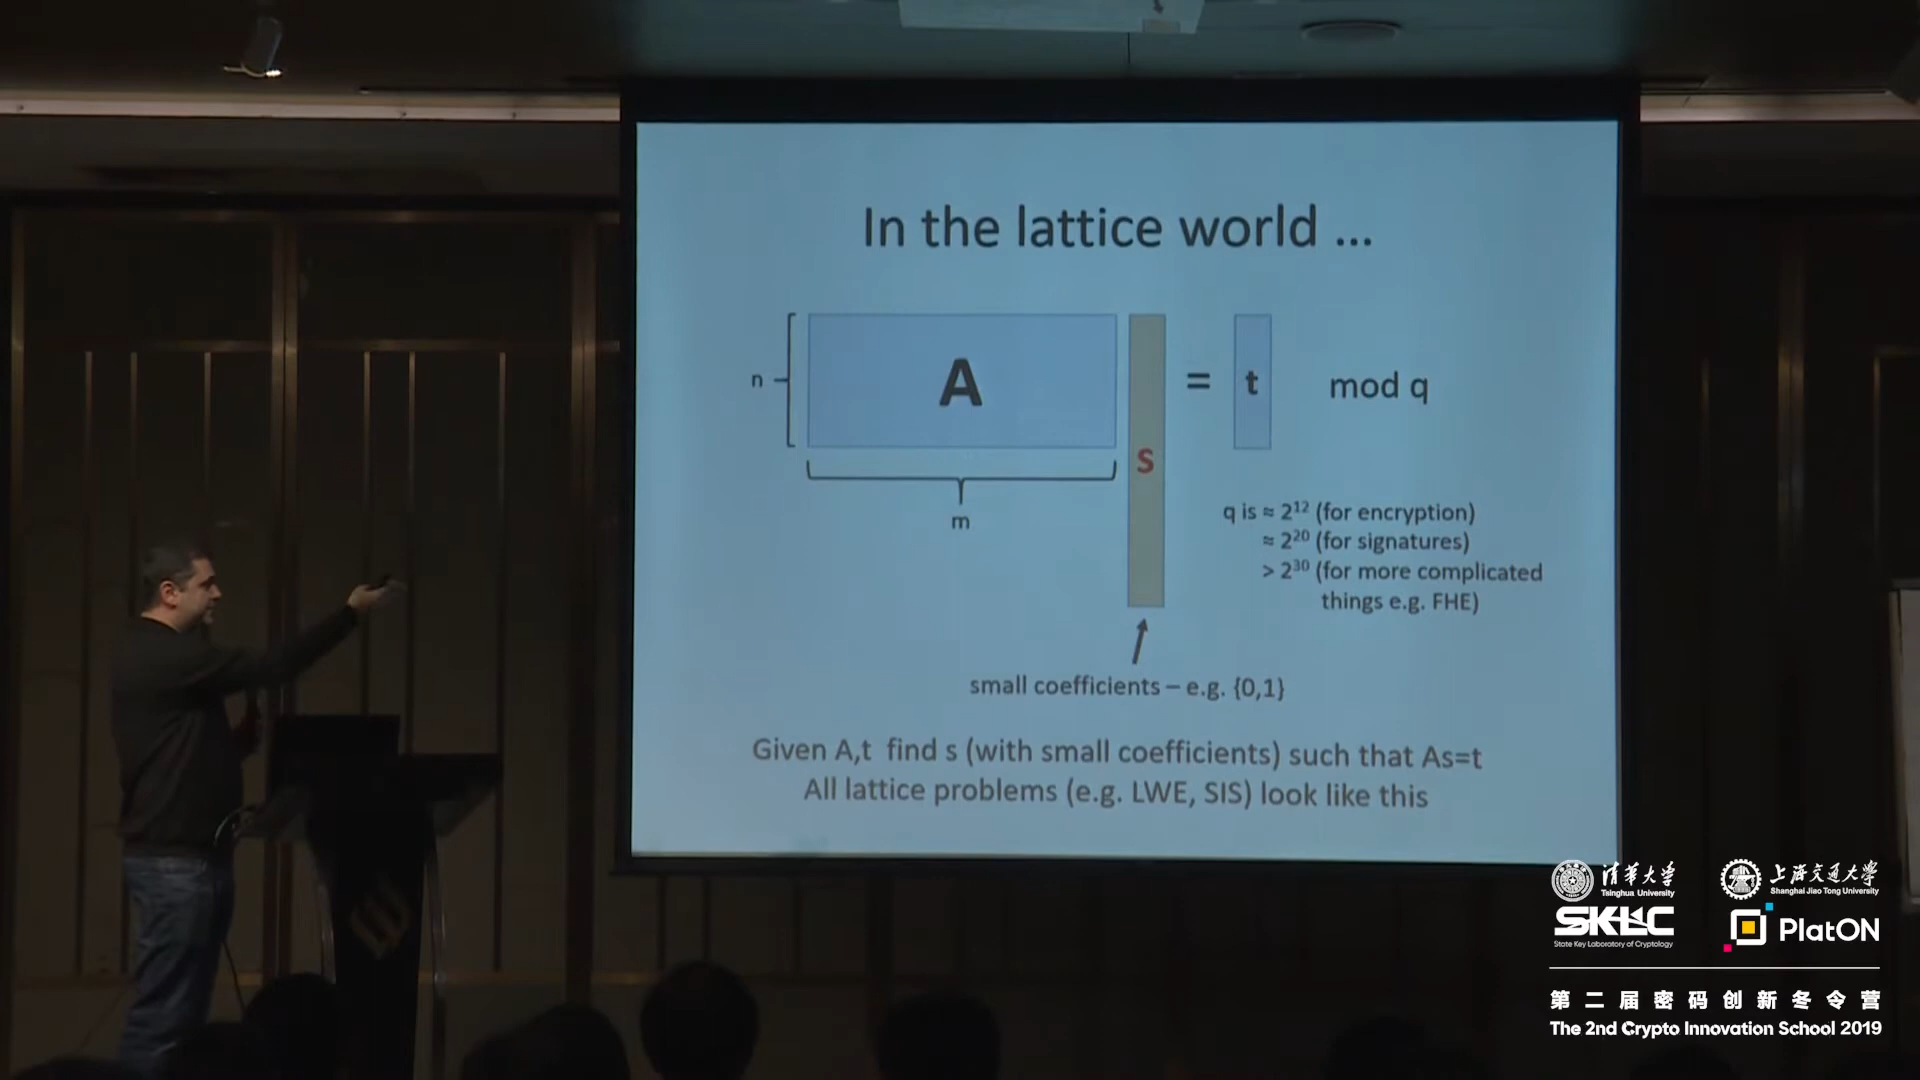 In the lattice world ...
n
A
s
=
t
mod q
m
q is ≈ 2¹² (for encryption)
≈ 2²⁰ (for signatures)
> 2³⁰ (for more complicated
things e.g. FHE)
small coefficients – e.g. {0,1}
Given A,t find s (with small coefficients) such that As=t
All lattice problems (e.g. LWE, SIS) look like this
清华大学
Tsinghua University
上海交通大学
Shanghai Jiao Tong University
SKLC
State Key Laboratory of Cryptology
PlatON
第二届密码创新冬令营
The 2nd Crypto Innovation School 2019